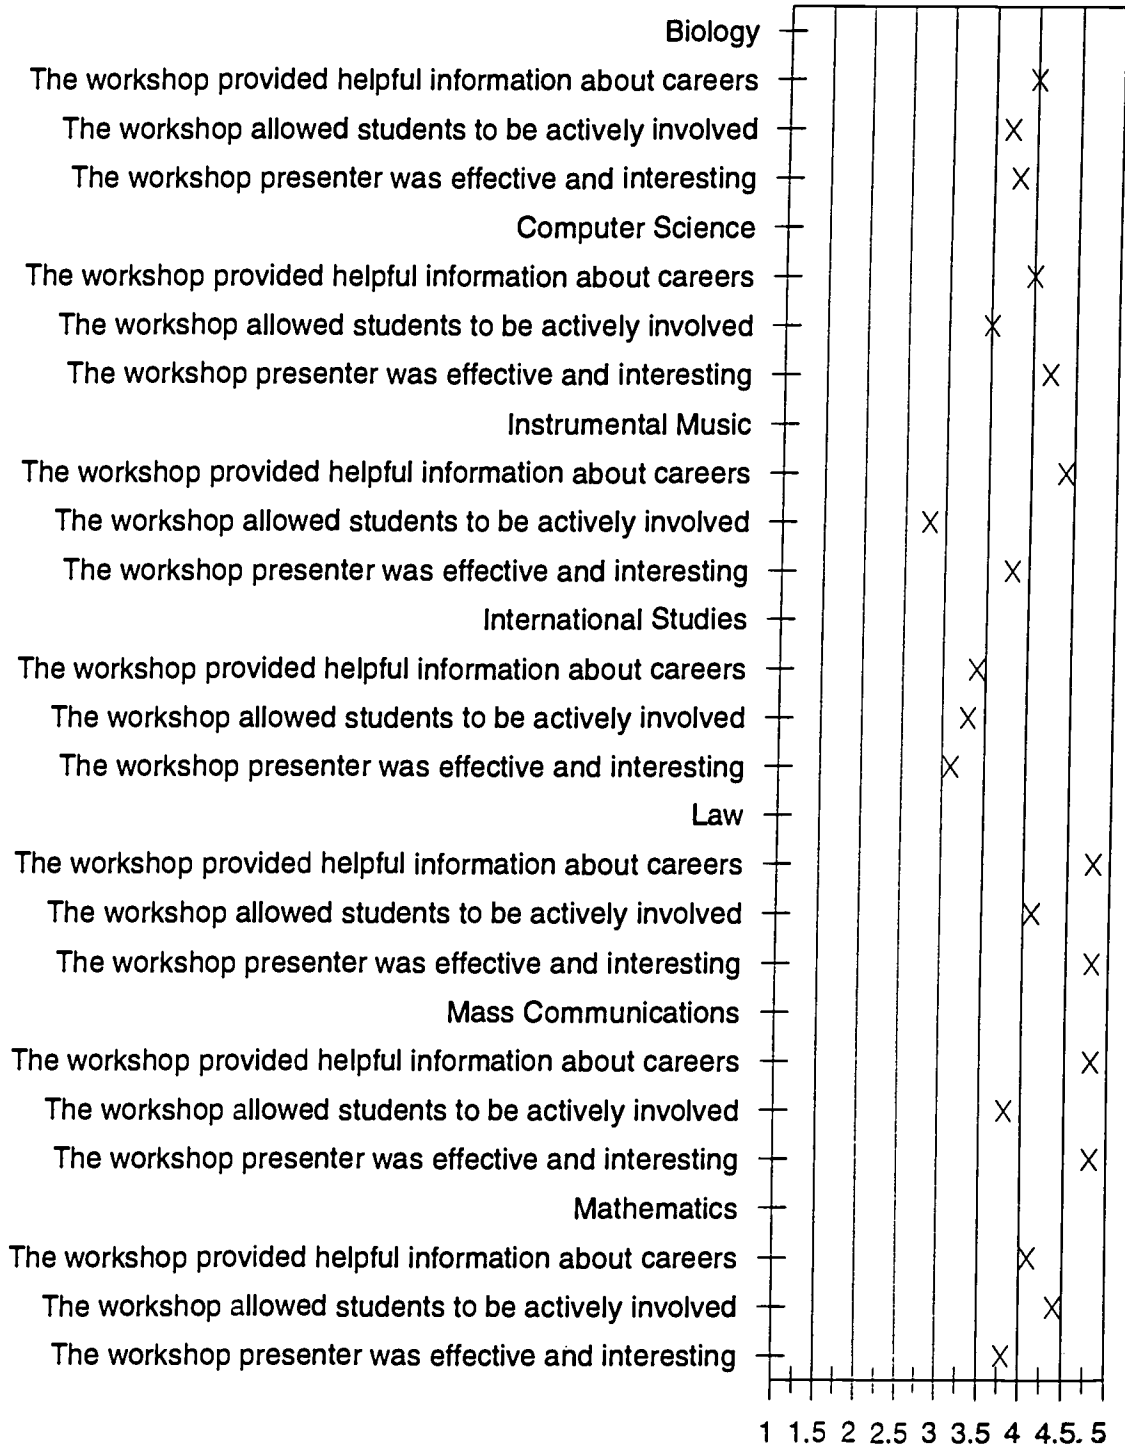 Biology
The workshop provided helpful information about careers
The workshop allowed students to be actively involved
The workshop presenter was effective and interesting
Computer Science
The workshop provided helpful information about careers
The workshop allowed students to be actively involved
The workshop presenter was effective and interesting
Instrumental Music
The workshop provided helpful information about careers
The workshop allowed students to be actively involved
The workshop presenter was effective and interesting
International Studies
The workshop provided helpful information about careers
The workshop allowed students to be actively involved
The workshop presenter was effective and interesting
Law
The workshop provided helpful information about careers
The workshop allowed students to be actively involved
The workshop presenter was effective and interesting
Mass Communications
The workshop provided helpful information about careers
The workshop allowed students to be actively involved
The workshop presenter was effective and interesting
Mathematics
The workshop provided helpful information about careers
The workshop allowed students to be actively involved
The workshop presenter was effective and interesting
1 1.5 2 2.5 3 3.5 4 4.5 5